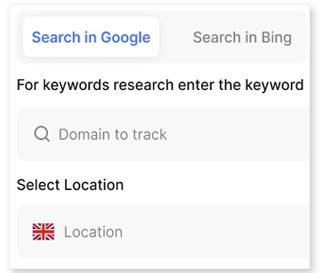 Search in Google Search in Bing
For keywords research enter the keyword
Domain to track
Select Location
Location